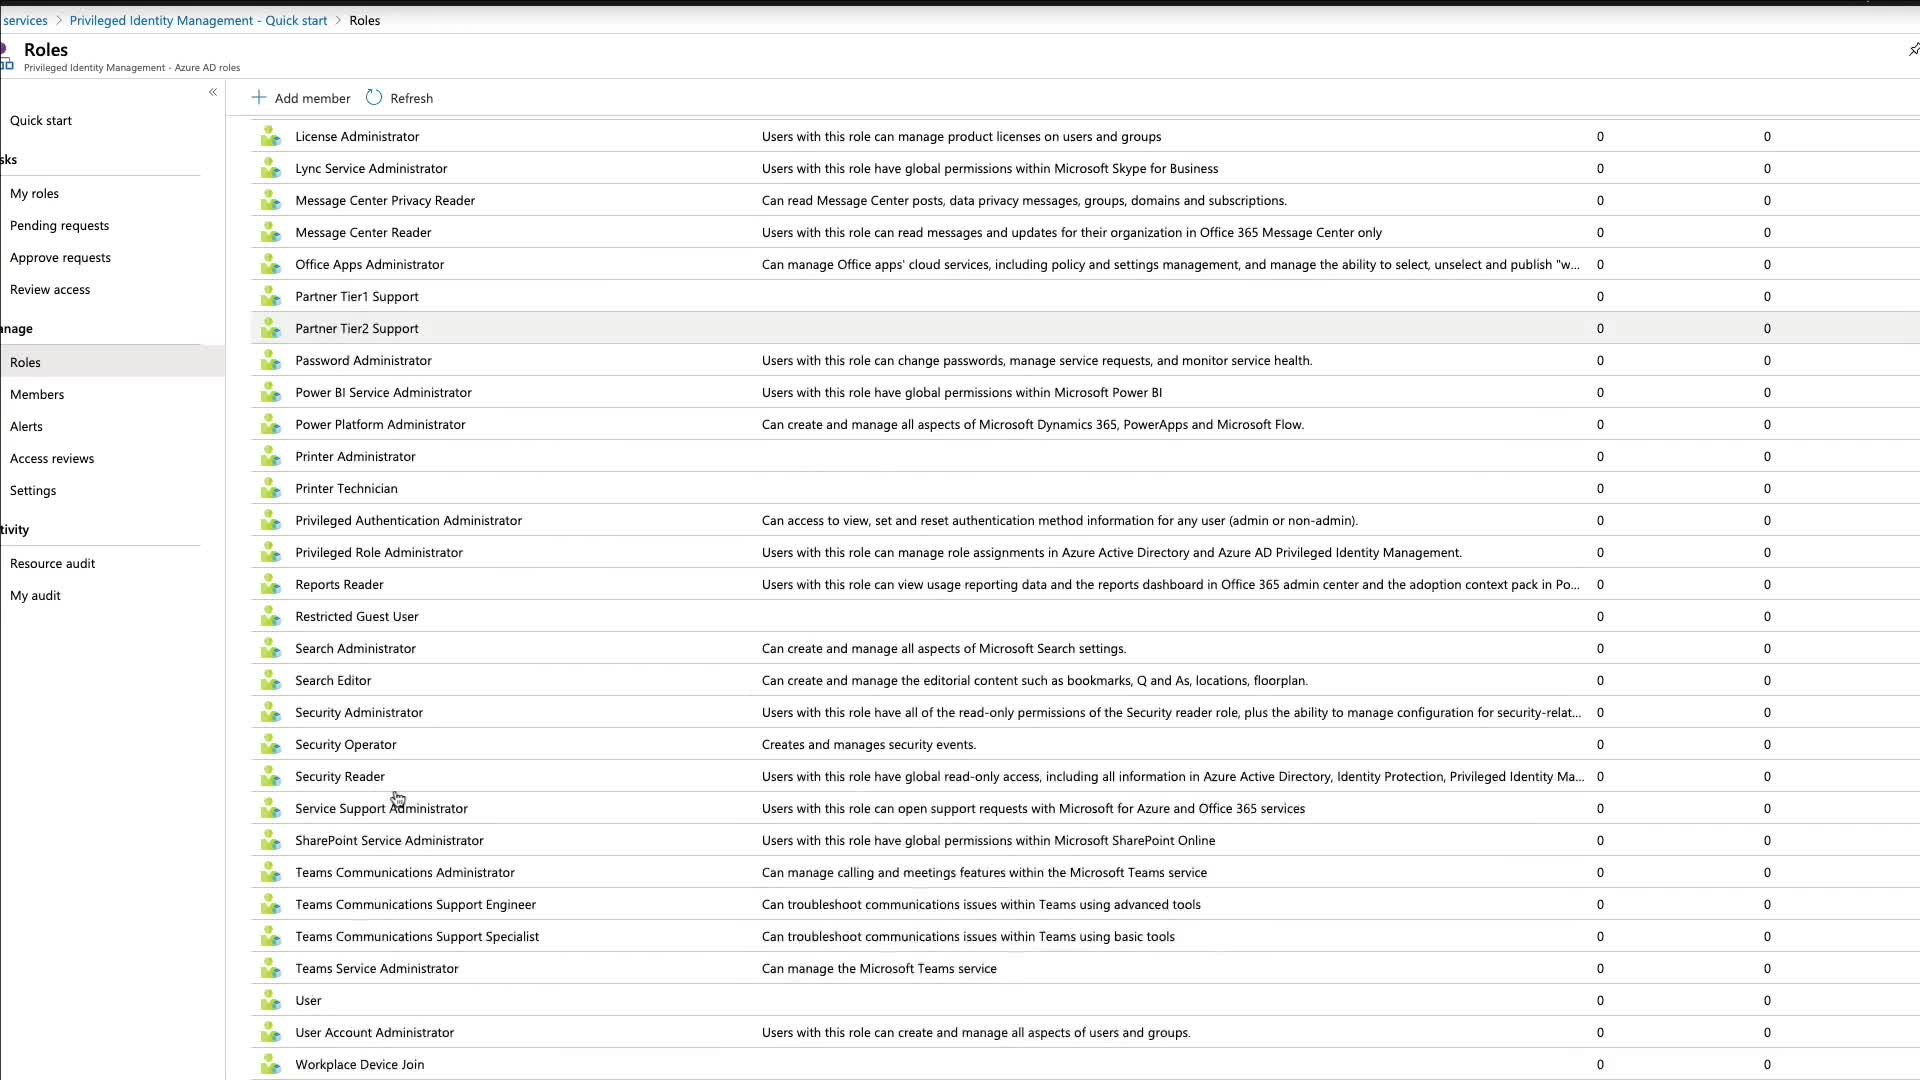 services > Privileged Identity Management - Quick start > Roles
Roles
Privileged Identity Management - Azure AD roles
«
Add member Refresh
Quick start
sks
My roles
Pending requests
Approve requests
Review access
anage
Roles
Members
Alerts
Access reviews
Settings
tivity
Resource audit
My audit
License Administrator Users with this role can manage product licenses on users and groups 0 0
Lync Service Administrator Users with this role have global permissions within Microsoft Skype for Business 0 0
Message Center Privacy Reader Can read Message Center posts, data privacy messages, groups, domains and subscriptions. 0 0
Message Center Reader Users with this role can read messages and updates for their organization in Office 365 Message Center only 0 0
Office Apps Administrator Can manage Office apps' cloud services, including policy and settings management, and manage the ability to select, unselect and publish "w... 0 0
Partner Tier1 Support 0 0
Partner Tier2 Support 0 0
Password Administrator Users with this role can change passwords, manage service requests, and monitor service health. 0 0
Power BI Service Administrator Users with this role have global permissions within Microsoft Power BI 0 0
Power Platform Administrator Can create and manage all aspects of Microsoft Dynamics 365, PowerApps and Microsoft Flow. 0 0
Printer Administrator 0 0
Printer Technician 0 0
Privileged Authentication Administrator Can access to view, set and reset authentication method information for any user (admin or non-admin). 0 0
Privileged Role Administrator Users with this role can manage role assignments in Azure Active Directory and Azure AD Privileged Identity Management. 0 0
Reports Reader Users with this role can view usage reporting data and the reports dashboard in Office 365 admin center and the adoption context pack in Po... 0 0
Restricted Guest User 0 0
Search Administrator Can create and manage all aspects of Microsoft Search settings. 0 0
Search Editor Can create and manage the editorial content such as bookmarks, Q and As, locations, floorplan. 0 0
Security Administrator Users with this role have all of the read-only permissions of the Security reader role, plus the ability to manage configuration for security-relat... 0 0
Security Operator Creates and manages security events. 0 0
Security Reader Users with this role have global read-only access, including all information in Azure Active Directory, Identity Protection, Privileged Identity Ma... 0 0
Service Support Administrator Users with this role can open support requests with Microsoft for Azure and Office 365 services 0 0
SharePoint Service Administrator Users with this role have global permissions within Microsoft SharePoint Online 0 0
Teams Communications Administrator Can manage calling and meetings features within the Microsoft Teams service 0 0
Teams Communications Support Engineer Can troubleshoot communications issues within Teams using advanced tools 0 0
Teams Communications Support Specialist Can troubleshoot communications issues within Teams using basic tools 0 0
Teams Service Administrator Can manage the Microsoft Teams service 0 0
User 0 0
User Account Administrator Users with this role can create and manage all aspects of users and groups. 0 0
Workplace Device Join 0 0